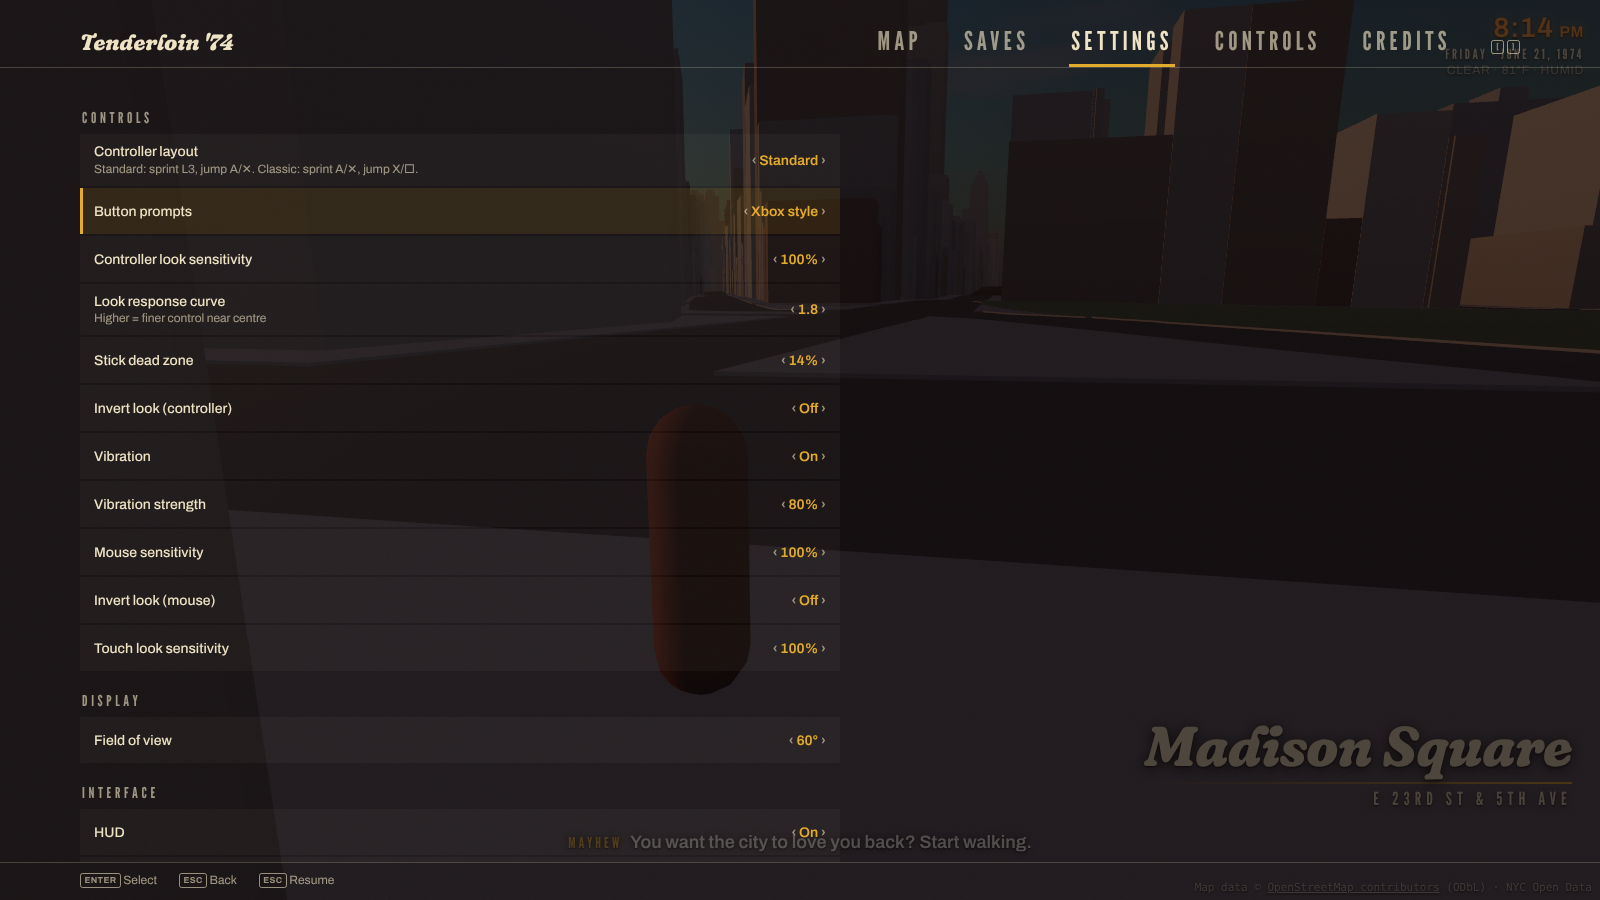 Tenderloin '74
MAP
SAVES
SETTINGS
CONTROLS
CREDITS
8:14 PM
[ ]
FRIDAY · JUNE 21, 1974
CLEAR · 81°F · HUMID
CONTROLS
Controller layout
Standard: sprint L3, jump A/✕. Classic: sprint A/✕, jump X/☐.
‹ Standard ›
Button prompts
‹ Xbox style ›
Controller look sensitivity
‹ 100% ›
Look response curve
Higher = finer control near centre
‹ 1.8 ›
Stick dead zone
‹ 14% ›
Invert look (controller)
‹ Off ›
Vibration
‹ On ›
Vibration strength
‹ 80% ›
Mouse sensitivity
‹ 100% ›
Invert look (mouse)
‹ Off ›
Touch look sensitivity
‹ 100% ›
DISPLAY
Field of view
‹ 60° ›
INTERFACE
HUD
‹ On ›
Madison Square
E 23RD ST & 5TH AVE
MAYHEW You want the city to love you back? Start walking.
ENTER Select
ESC Back
ESC Resume
Map data © OpenStreetMap contributors (ODbL) · NYC Open Data